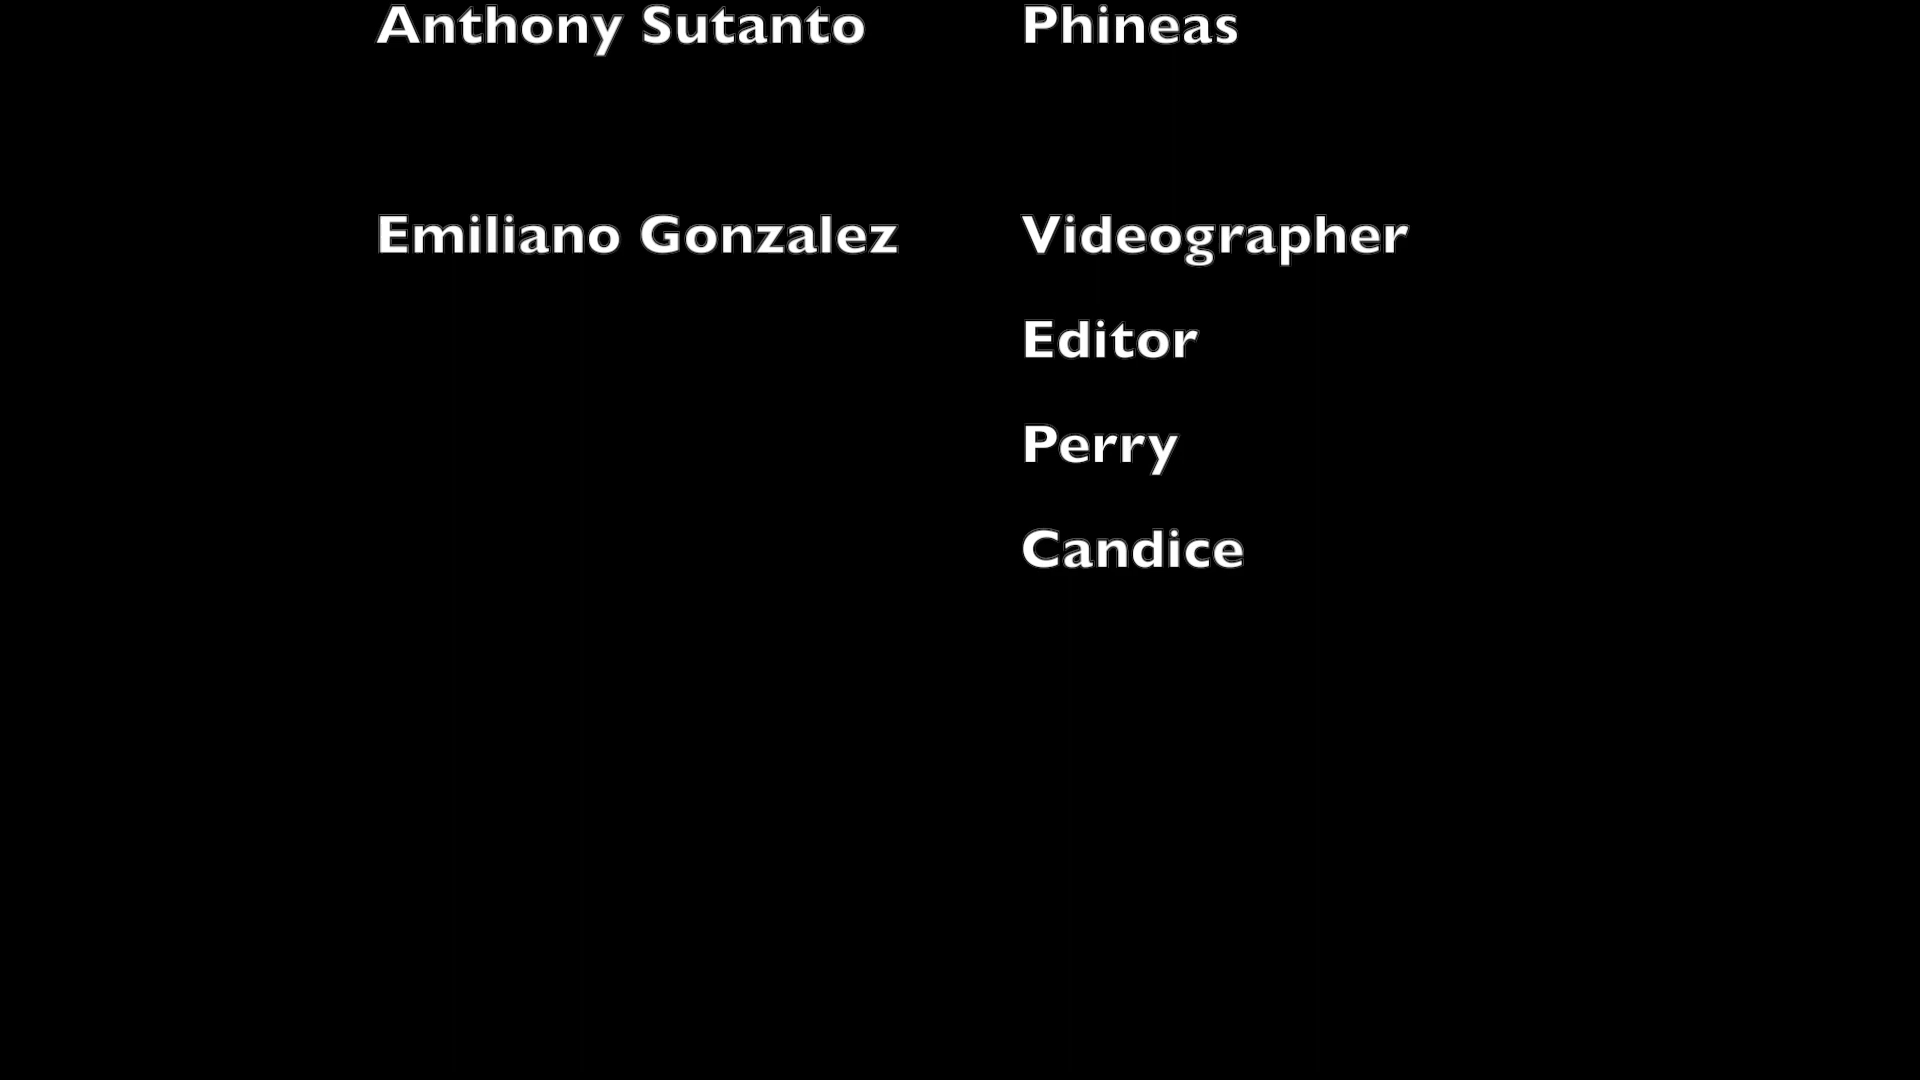 Anthony Sutanto Phineas
Emiliano Gonzalez Videographer
Editor
Perry
Candice